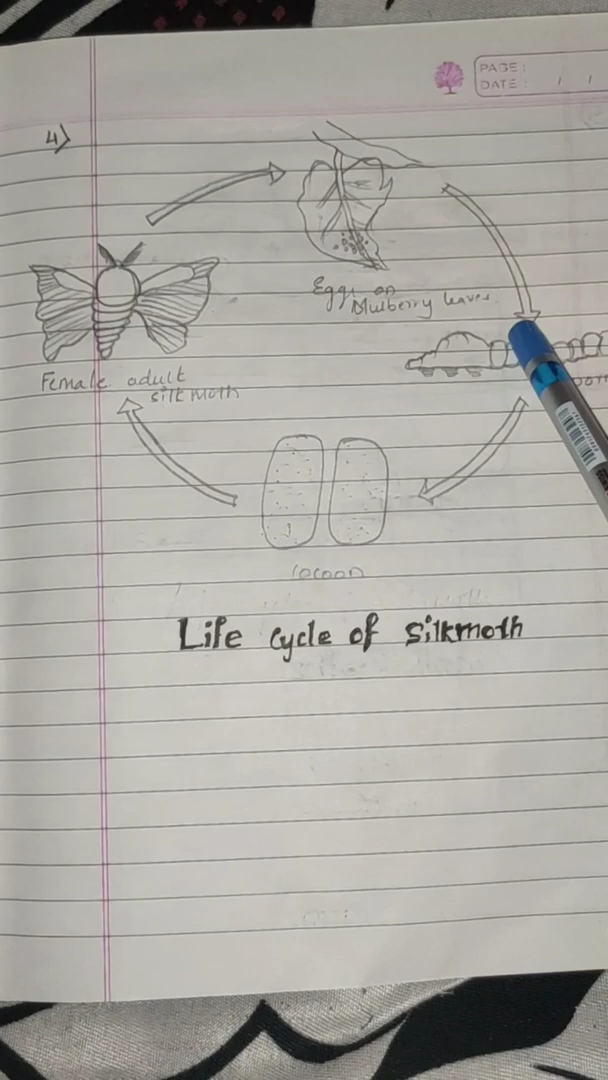 PAGE :
DATE : / /
4)
Eggs on
Mulberry leaves
Female adult
silk moth
cocoon
Life cycle of silkmoth